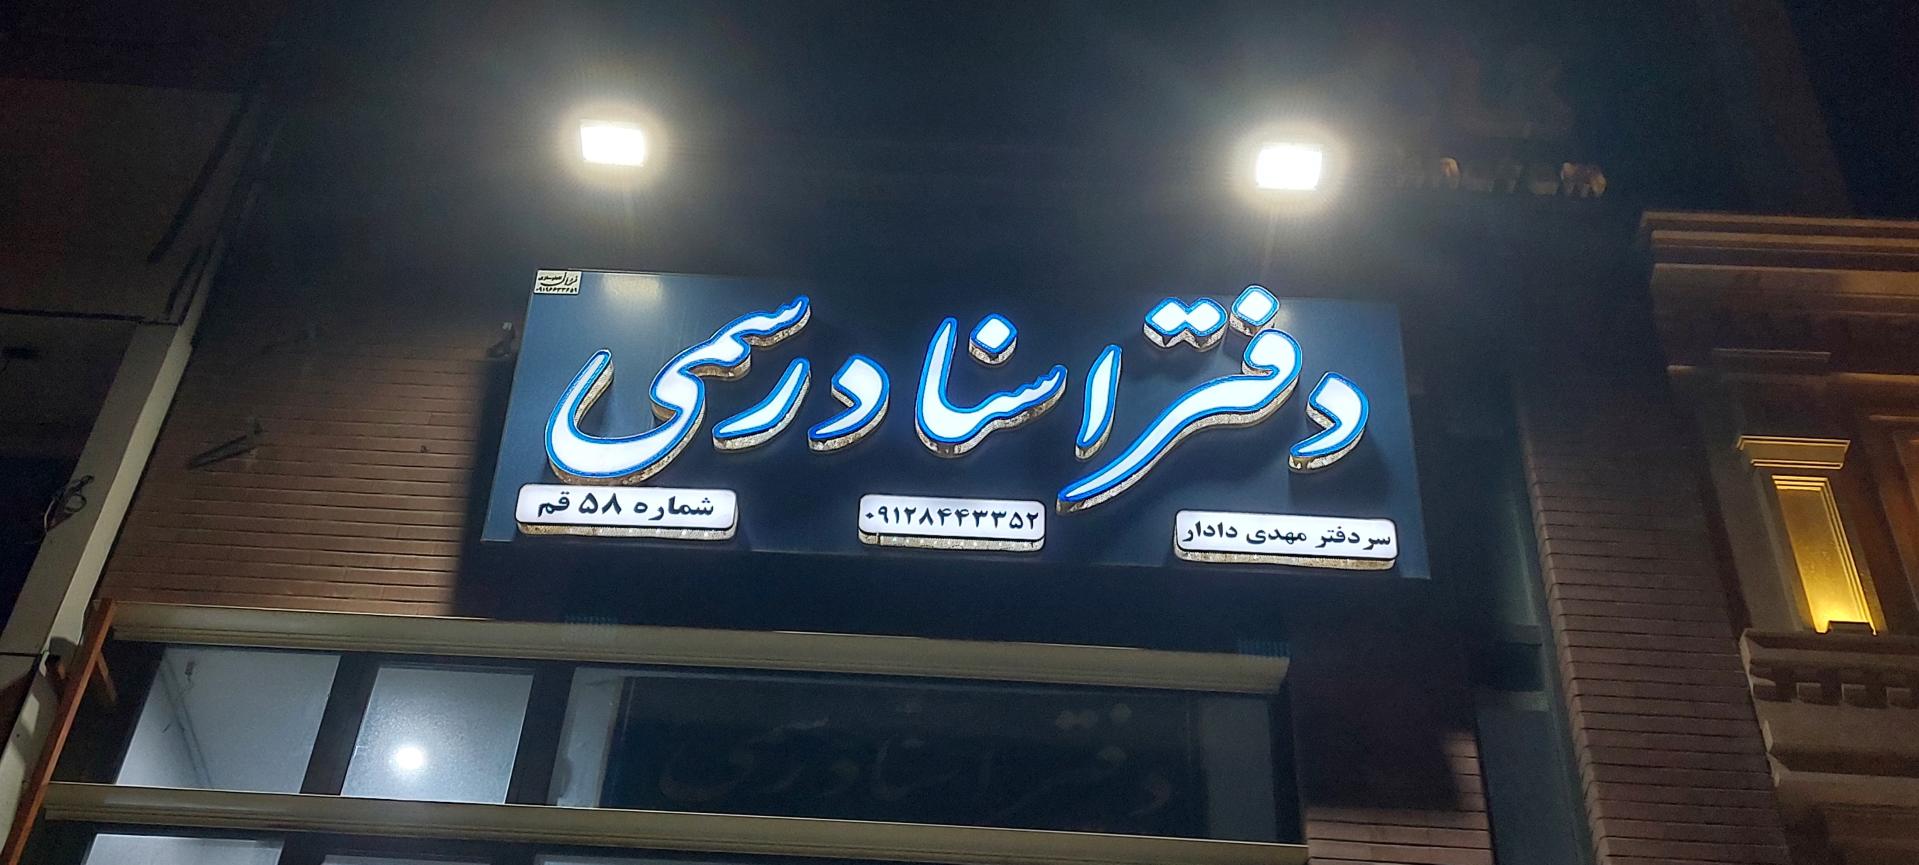 دفتر اسناد رسمی
سردفتر مهدی دادار
۰۹۱۲۸۴۴۳۳۵۲
شماره ۵۸ قم